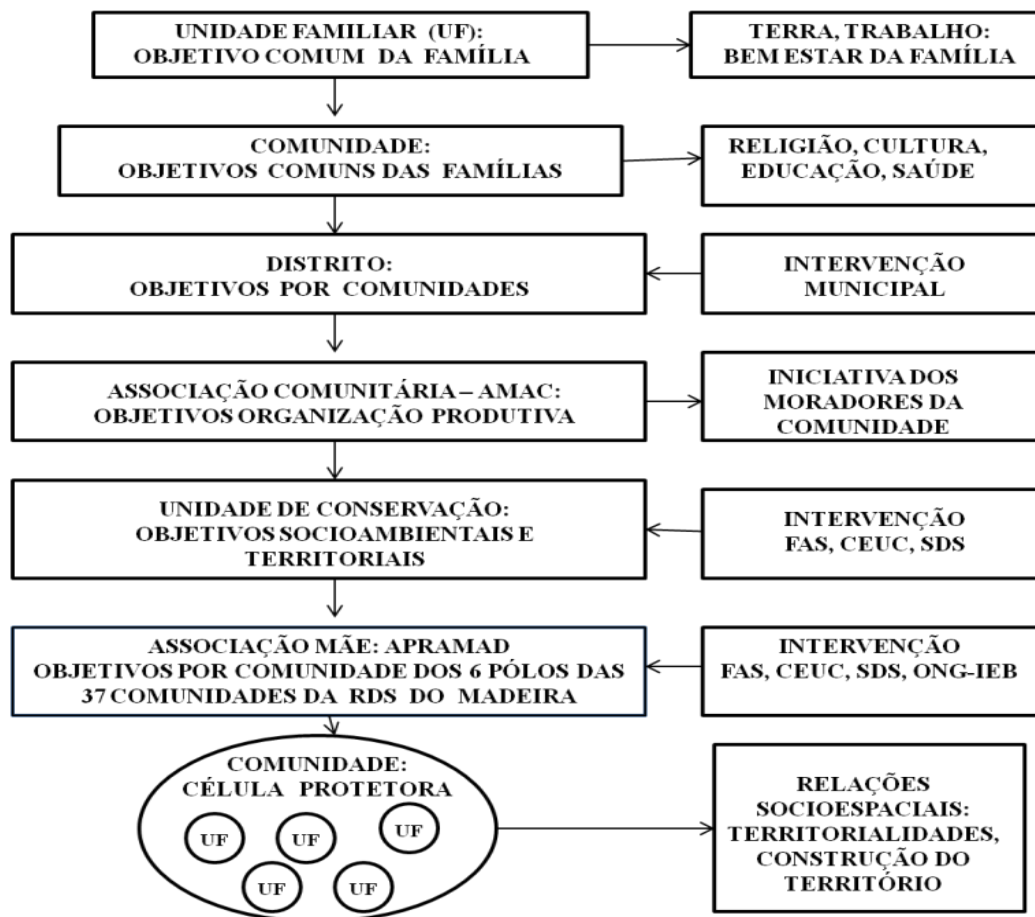 UNIDADE FAMILIAR (UF):
OBJETIVO COMUM DA FAMÍLIA
TERRA, TRABALHO:
BEM ESTAR DA FAMÍLIA
COMUNIDADE:
OBJETIVOS COMUNS DAS FAMÍLIAS
RELIGIÃO, CULTURA,
EDUCAÇÃO, SAÚDE
DISTRITO:
OBJETIVOS POR COMUNIDADES
INTERVENÇÃO
MUNICIPAL
ASSOCIAÇÃO COMUNITÁRIA – AMAC:
OBJETIVOS ORGANIZAÇÃO PRODUTIVA
INICIATIVA DOS
MORADORES DA
COMUNIDADE
UNIDADE DE CONSERVAÇÃO:
OBJETIVOS SOCIOAMBIENTAIS E
TERRITORIAIS
INTERVENÇÃO
FAS, CEUC, SDS
ASSOCIAÇÃO MÃE: APRAMAD
OBJETIVOS POR COMUNIDADE DOS 6 PÓLOS DAS
37 COMUNIDADES DA RDS DO MADEIRA
INTERVENÇÃO
FAS, CEUC, SDS, ONG-IEB
COMUNIDADE:
CÉLULA PROTETORA
UF
UF
UF
UF
UF
RELAÇÕES
SOCIOESPACIAIS:
TERRITORIALIDADES,
CONSTRUÇÃO DO
TERRITÓRIO